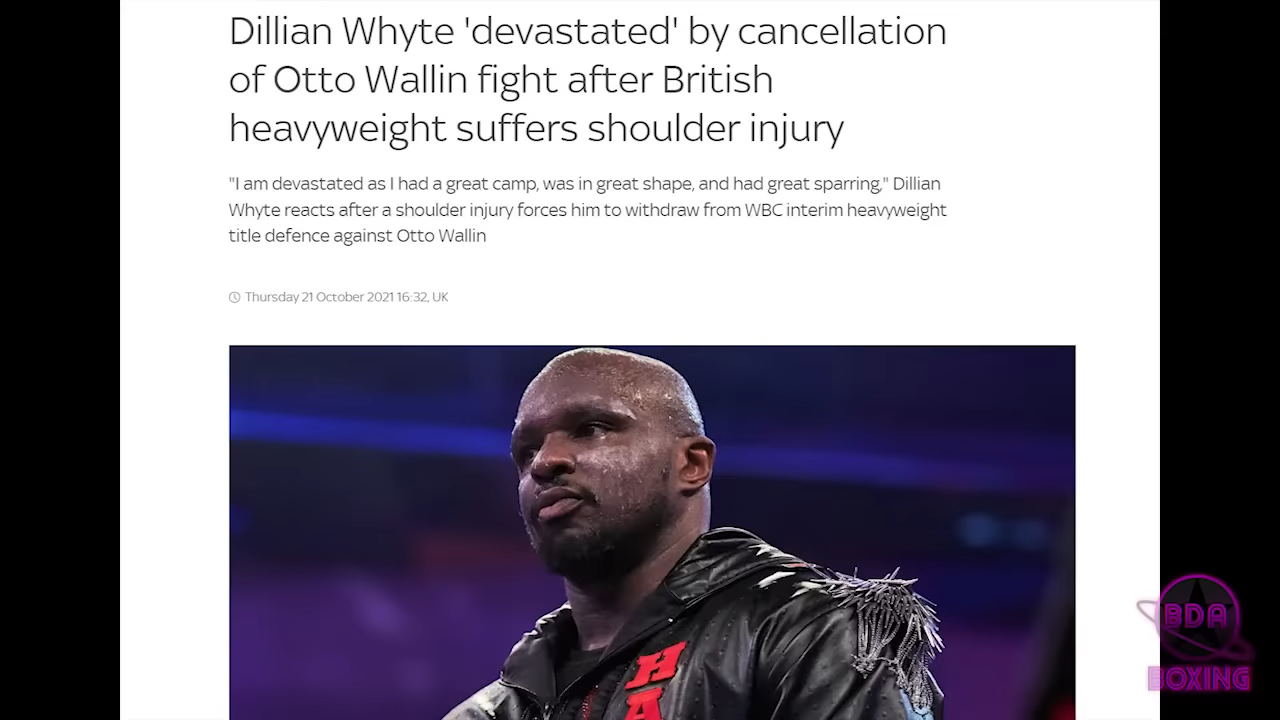 Dillian Whyte 'devastated' by cancellation
of Otto Wallin fight after British
heavyweight suffers shoulder injury
"I am devastated as I had a great camp, was in great shape, and had great sparring," Dillian
Whyte reacts after a shoulder injury forces him to withdraw from WBC interim heavyweight
title defence against Otto Wallin
Thursday 21 October 2021 16:32, UK
HA
BDA
BOXING